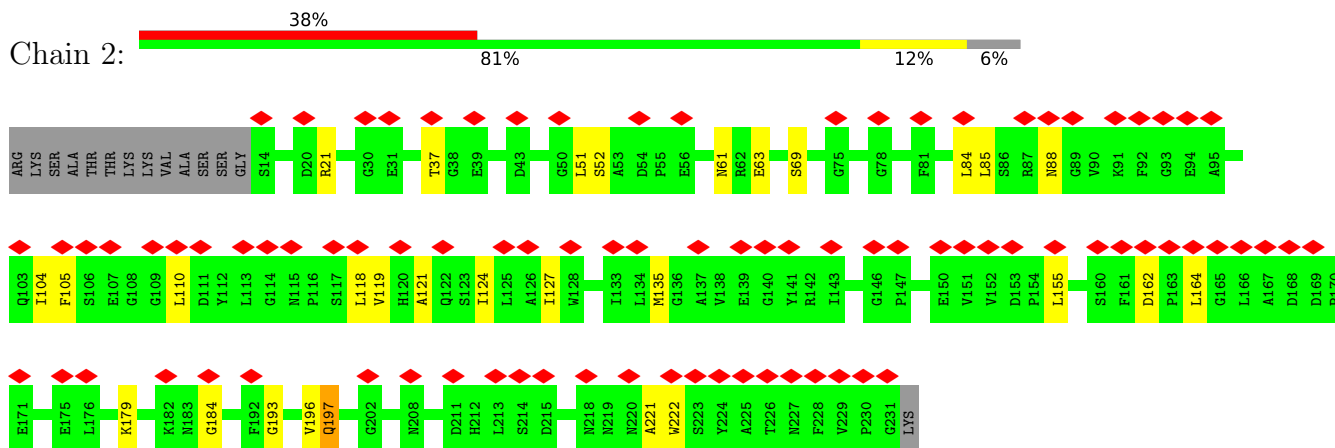 38%
Chain 2:
81% 12% 6%
ARG LYS SER ALA THR THR LYS LYS VAL ALA SER SER GLY S14 D20 R21 G30 E31 T37 G38 E39 D43 G50 L51 S52 A53 D54 P55 E56 N61 R62 E63 S69 G75 G78 F81 L84 L85 S86 R87 N88 G89 V90 K91 F92 G93 E94 A95
Q103 I104 F105 S106 E107 G108 G109 L110 D111 Y112 L113 G114 N115 P116 S117 L118 V119 H120 A121 Q122 S123 I124 L125 A126 I127 W128 I133 L134 M135 G136 A137 V138 E139 G140 Y141 R142 I143 G146 P147 E150 V151 V152 D153 P154 L155 S160 F161 D162 P163 L164 G165 L166 A167 D168 D169
E171 E175 L176 K179 K182 N183 G184 F192 G193 V196 Q197 G202 N208 D211 H212 L213 S214 D215 N218 N219 N220 A221 W222 S223 Y224 A225 T226 N227 F228 V229 P230 G231 LYS